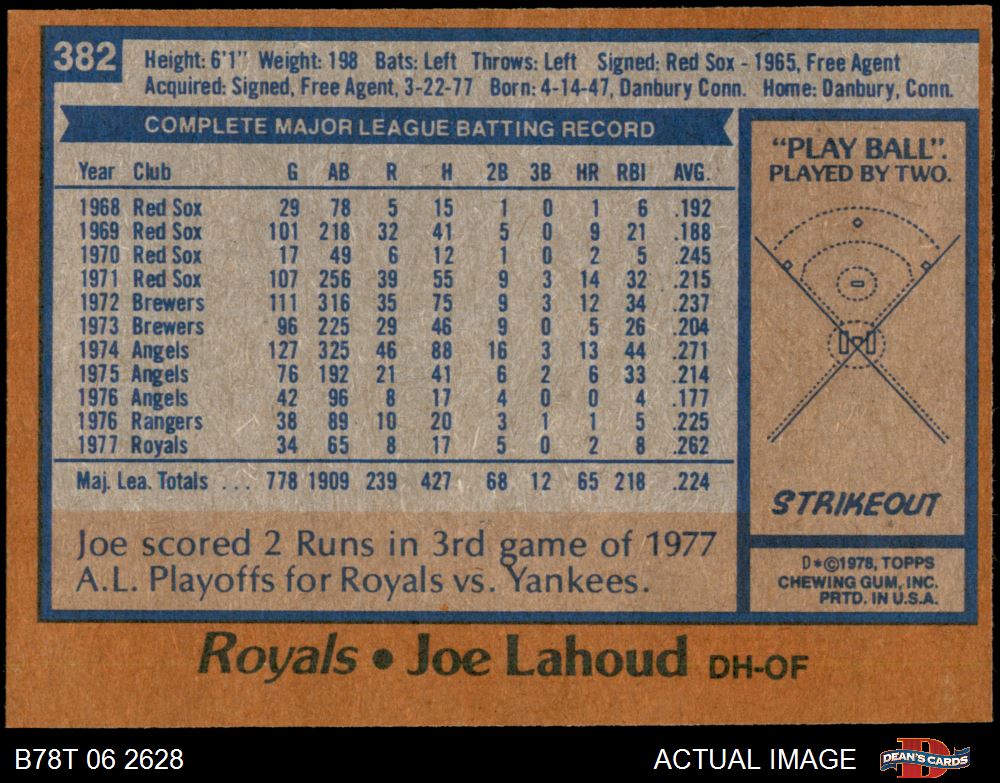 382
Height: 6'1" Weight: 198 Bats: Left Throws: Left Signed: Red Sox - 1965, Free Agent
Acquired: Signed, Free Agent, 3-22-77 Born: 4-14-47, Danbury Conn. Home: Danbury, Conn.
COMPLETE MAJOR LEAGUE BATTING RECORD
Year Club G AB R H 2B 3B HR RBI AVG.
1968 Red Sox 29 78 5 15 1 0 1 6 .192
1969 Red Sox 101 218 32 41 5 0 9 21 .188
1970 Red Sox 17 49 6 12 1 0 2 5 .245
1971 Red Sox 107 256 39 55 9 3 14 32 .215
1972 Brewers 111 316 35 75 9 3 12 34 .237
1973 Brewers 96 225 29 46 9 0 5 26 .204
1974 Angels 127 325 46 88 16 3 13 44 .271
1975 Angels 76 192 21 41 6 2 6 33 .214
1976 Angels 42 96 8 17 4 0 0 4 .177
1976 Rangers 38 89 10 20 3 1 1 5 .225
1977 Royals 34 65 8 17 5 0 2 8 .262
Maj. Lea. Totals ... 778 1909 239 427 68 12 65 218 .224
Joe scored 2 Runs in 3rd game of 1977
A.L. Playoffs for Royals vs. Yankees.
"PLAY BALL".
PLAYED BY TWO.
STRIKEOUT
D*©1978, TOPPS
CHEWING GUM, INC.
PRTD. IN U.S.A.
Royals • Joe Lahoud DH-OF
B78T 06 2628
ACTUAL IMAGE
D
DEAN'S CARDS